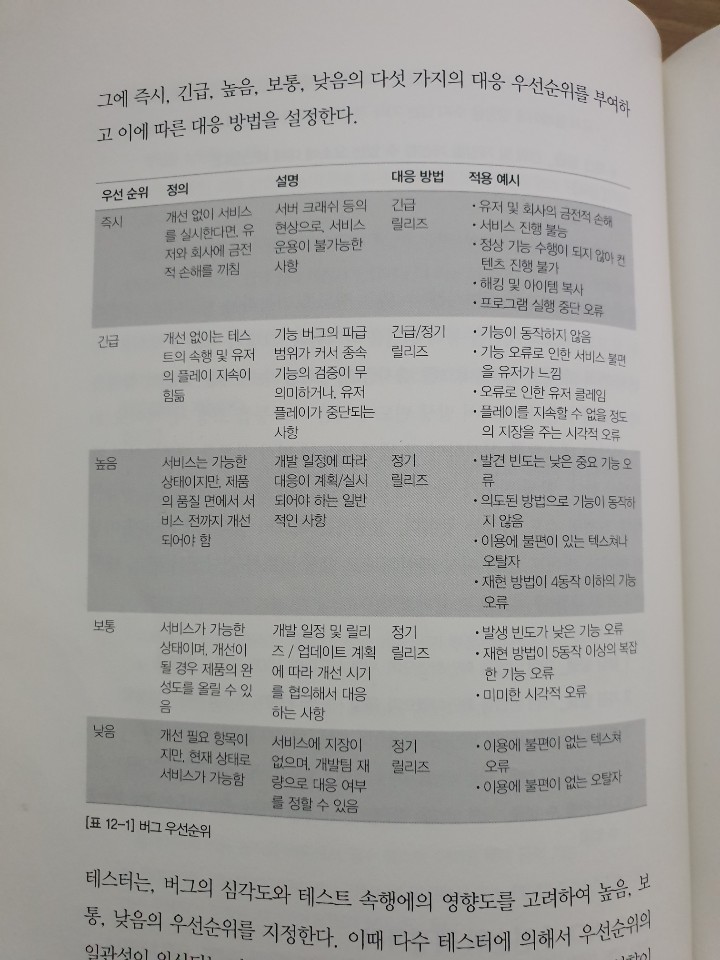 그에 즉시, 긴급, 높음, 보통, 낮음의 다섯 가지의 대응 우선순위를 부여하
고 이에 따른 대응 방법을 설정한다.
우선 순위 정의 설명 대응 방법 적용 예시
즉시
개선 없이 서비스
를 실시한다면, 유
저와 회사에 금전
적 손해를 끼침
서버 크래쉬 등의
현상으로, 서비스
운용이 불가능한
사항
긴급
릴리즈
• 유저 및 회사의 금전적 손해
• 서비스 진행 불능
• 정상 기능 수행이 되지 않아 컨
텐츠 진행 불가
• 해킹 및 아이템 복사
• 프로그램 실행 중단 오류
긴급
개선 없이는 테스
트의 속행 및 유저
의 플레이 지속이
힘듦
기능 버그의 파급
범위가 커서 종속
기능의 검증이 무
의미하거나, 유저
플레이가 중단되는
사항
긴급/정기
릴리즈
• 기능이 동작하지 않음
• 기능 오류로 인한 서비스 불편
을 유저가 느낌
• 오류로 인한 유저 클레임
• 플레이를 지속할 수 없을 정도
의 지장을 주는 시각적 오류
높음
서비스는 가능한
상태이지만, 제품
의 품질 면에서 서
비스 전까지 개선
되어야 함
개발 일정에 따라
대응이 계획/실시
되어야 하는 일반
적인 사항
정기
릴리즈
• 발견 빈도는 낮은 중요 기능 오
류
• 의도된 방법으로 기능이 동작하
지 않음
• 이용에 불편이 있는 텍스쳐나
오탈자
• 재현 방법이 4동작 이하의 기능
오류
보통
서비스가 가능한
상태이며, 개선이
될 경우 제품의 완
성도를 올릴 수 있
음
개발 일정 및 릴리
즈 / 업데이트 계획
에 따라 개선 시기
를 협의해서 대응
하는 사항
정기
릴리즈
• 발생 빈도가 낮은 기능 오류
• 재현 방법이 5동작 이상의 복잡
한 기능 오류
• 미미한 시각적 오류
낮음
개선 필요 항목이
지만, 현재 상태로
서비스가 가능함
서비스에 지장이
없으며, 개발팀 재
량으로 대응 여부
를 정할 수 있음
정기
릴리즈
• 이용에 불편이 없는 텍스쳐
오류
• 이용에 불편이 없는 오탈자
[표 12-1] 버그 우선순위
테스터는, 버그의 심각도와 테스트 속행에의 영향도를 고려하여 높음, 보
통, 낮음의 우선순위를 지정한다. 이때 다수 테스터에 의해서 우선순위의